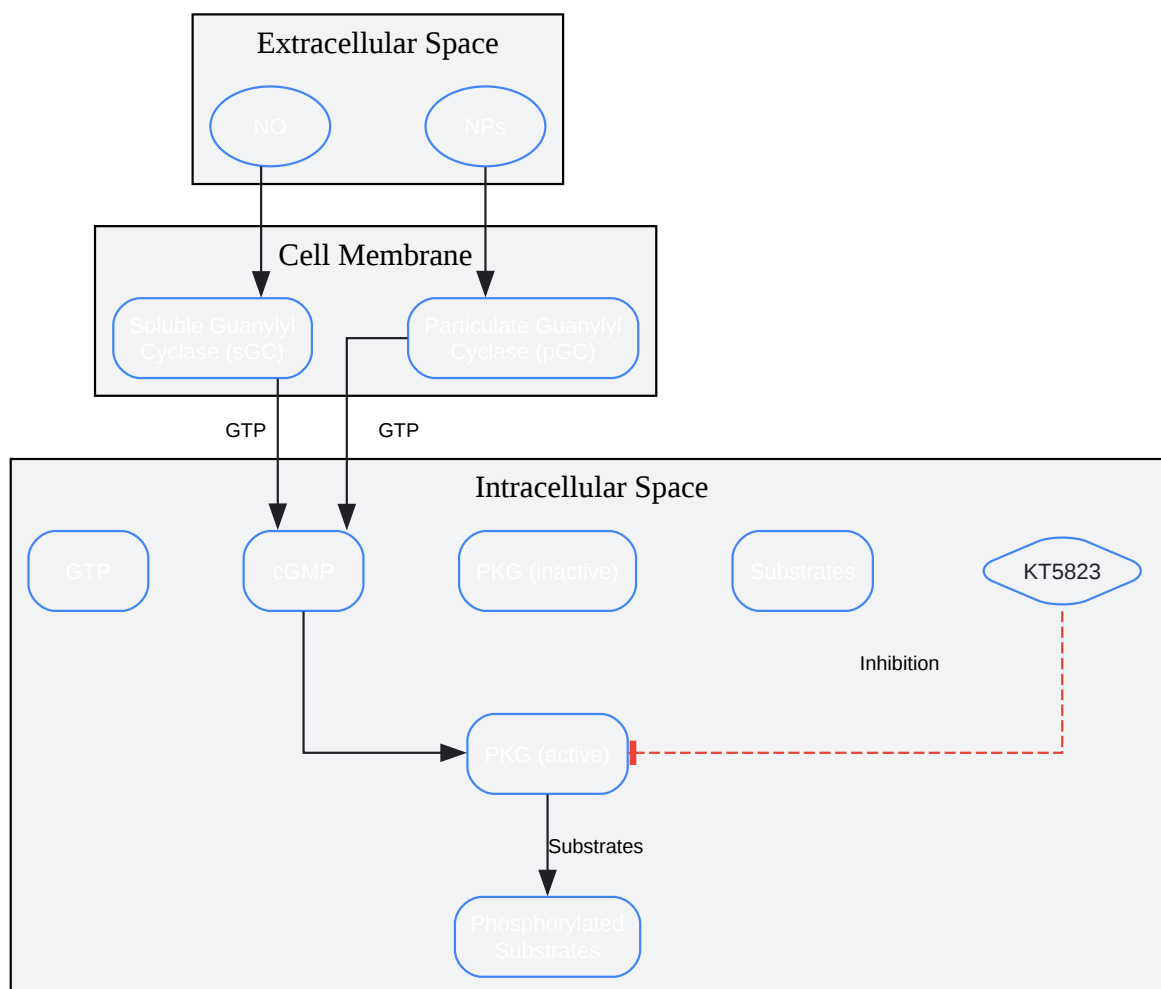 Extracellular Space
NO
NPs
Cell Membrane
Soluble Guanylyl
Cyclase (sGC)
Particulate Guanylyl
Cyclase (pGC)
GTP
GTP
Intracellular Space
GTP
cGMP
PKG (inactive)
Substrates
KT5823
Inhibition
PKG (active)
Substrates
Phosphorylated
Substrates